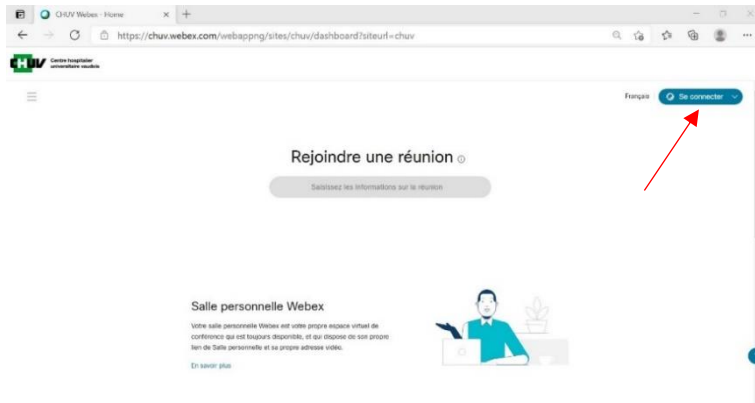 CHUV Webex - Home
https://chuv.webex.com/webappng/sites/chuv/dashboard?siteurl=chuv
CHUV Centre hospitalier
universitaire vaudois
Français Se connecter
Rejoindre une réunion
Saisissez les informations sur la réunion
Salle personnelle Webex
Votre salle personnelle Webex est votre propre espace virtuel de
conférence qui est toujours disponible, et qui dispose de son propre
lien de Salle personnelle et sa propre adresse vidéo.
En savoir plus